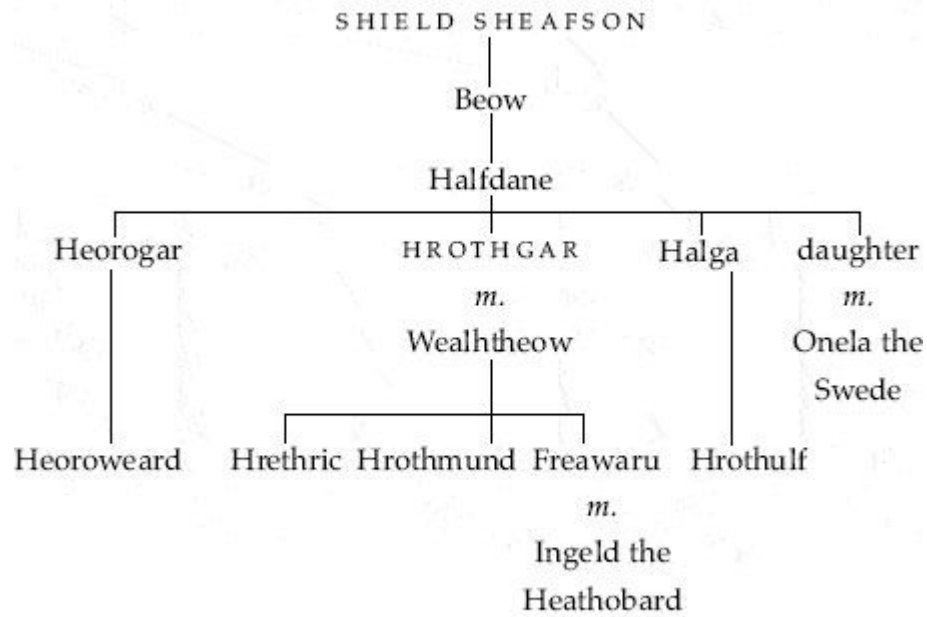 SHIELD SHEAFSON
Beow
Halfdane
Heorogar HROTHGAR Halga daughter
m. m.
Wealhtheow Onela the
Swede
Heoroweard Hrethric Hrothmund Freawaru Hrothulf
m.
Ingeld the
Heathobard